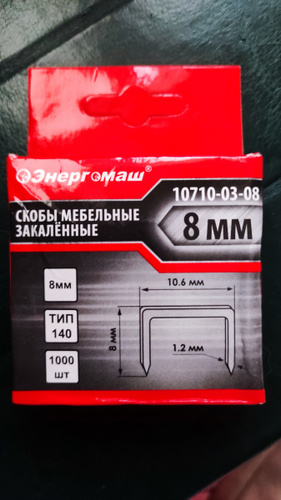 Энергомаш®
10710-03-08
СКОБЫ МЕБЕЛЬНЫЕ
ЗАКАЛЁННЫЕ
8 мм
8мм
10.6 мм
ТИП
140
8 мм
1000
шт
1.2 мм